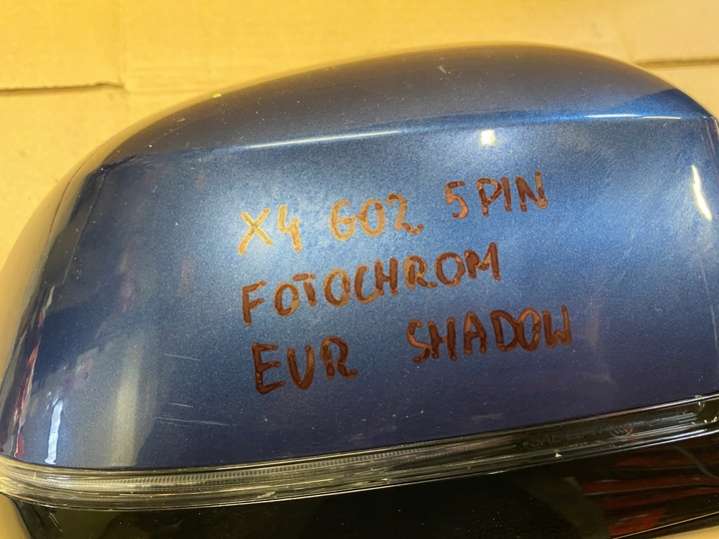 X4 G02 5PIN
FOTOCHROM
EUR SHADOW